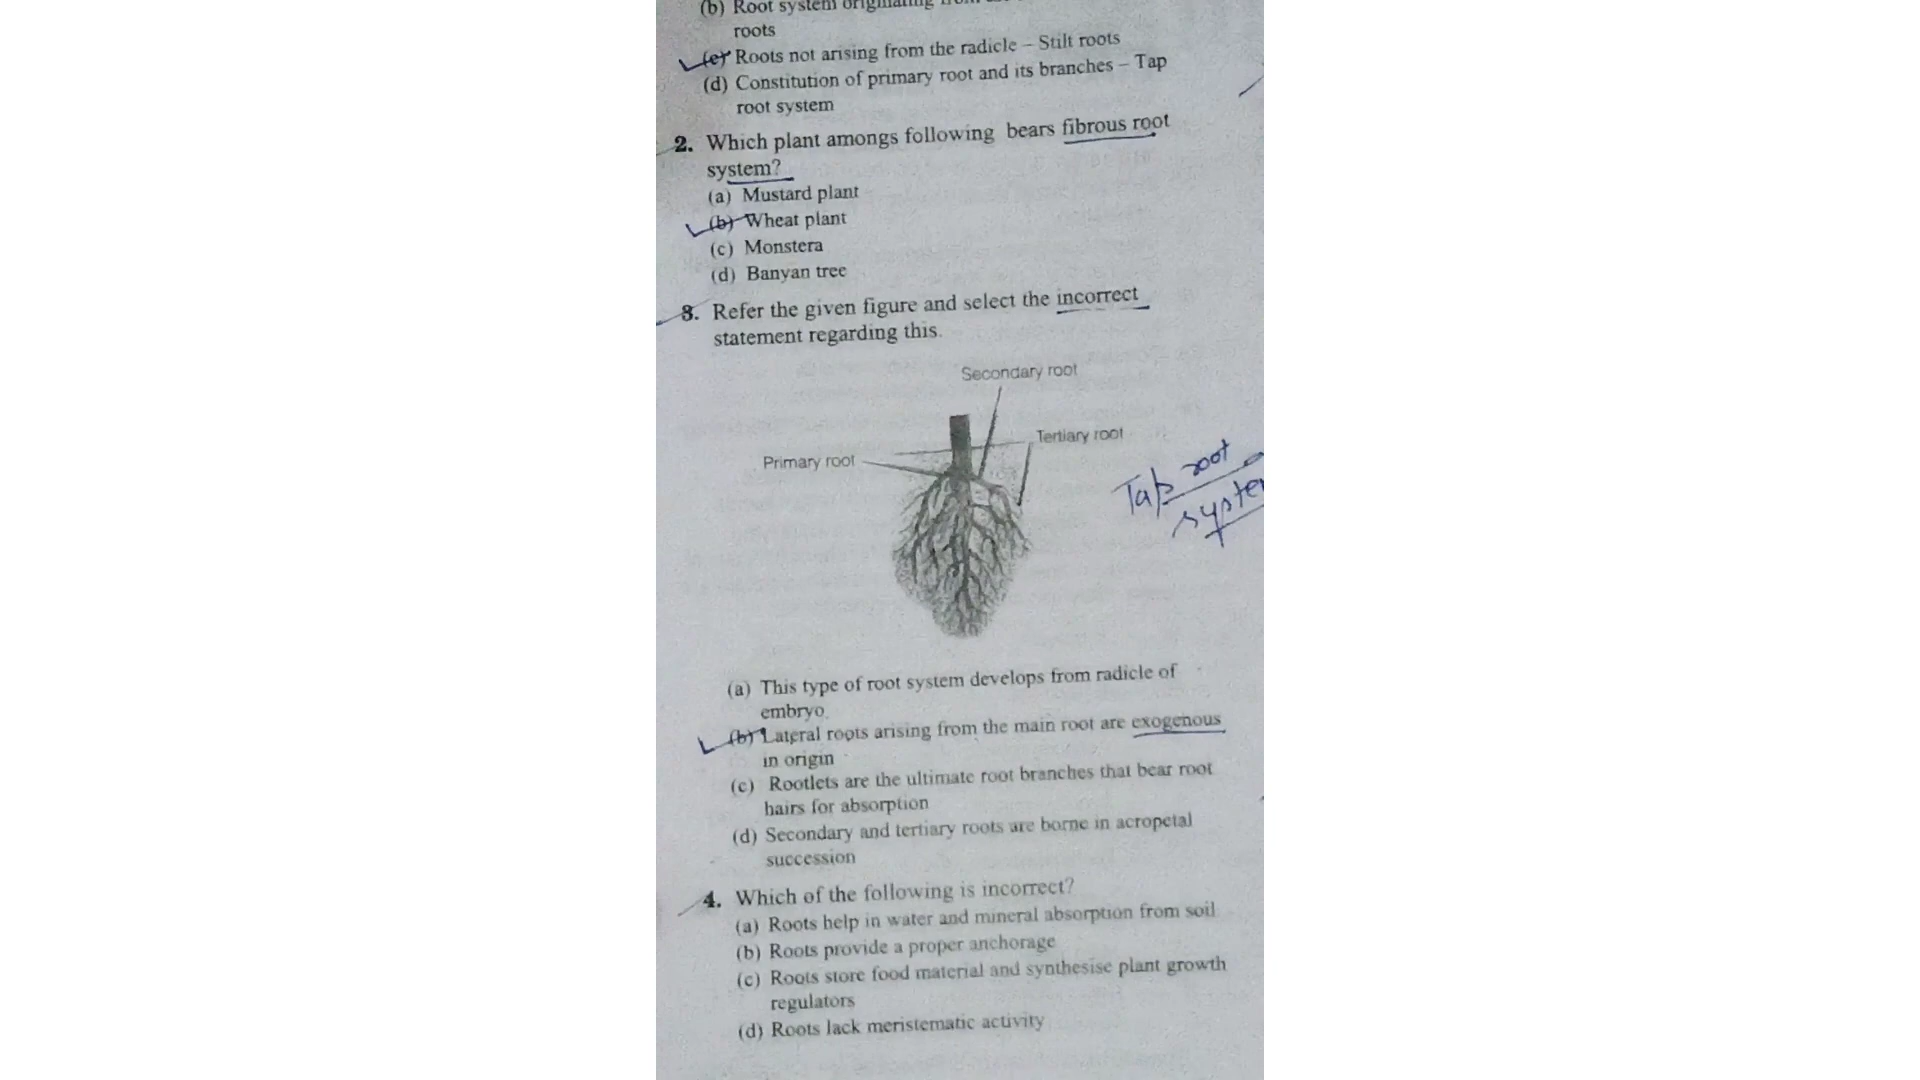 (b) Root system originating from
roots
(c) Roots not arising from the radicle – Stilt roots
(d) Constitution of primary root and its branches – Tap
root system
2. Which plant amongs following bears fibrous root
system?
(a) Mustard plant
(b) Wheat plant
(c) Monstera
(d) Banyan tree
3. Refer the given figure and select the incorrect
statement regarding this.
Secondary root
Tertiary root
Primary root
Tap root
system
(a) This type of root system develops from radicle of
embryo
(b) Lateral roots arising from the main root are exogenous
in origin
(c) Rootlets are the ultimate root branches that bear root
hairs for absorption
(d) Secondary and tertiary roots are borne in acropetal
succession
4. Which of the following is incorrect?
(a) Roots help in water and mineral absorption from soil
(b) Roots provide a proper anchorage
(c) Roots store food material and synthesise plant growth
regulators
(d) Roots lack meristematic activity